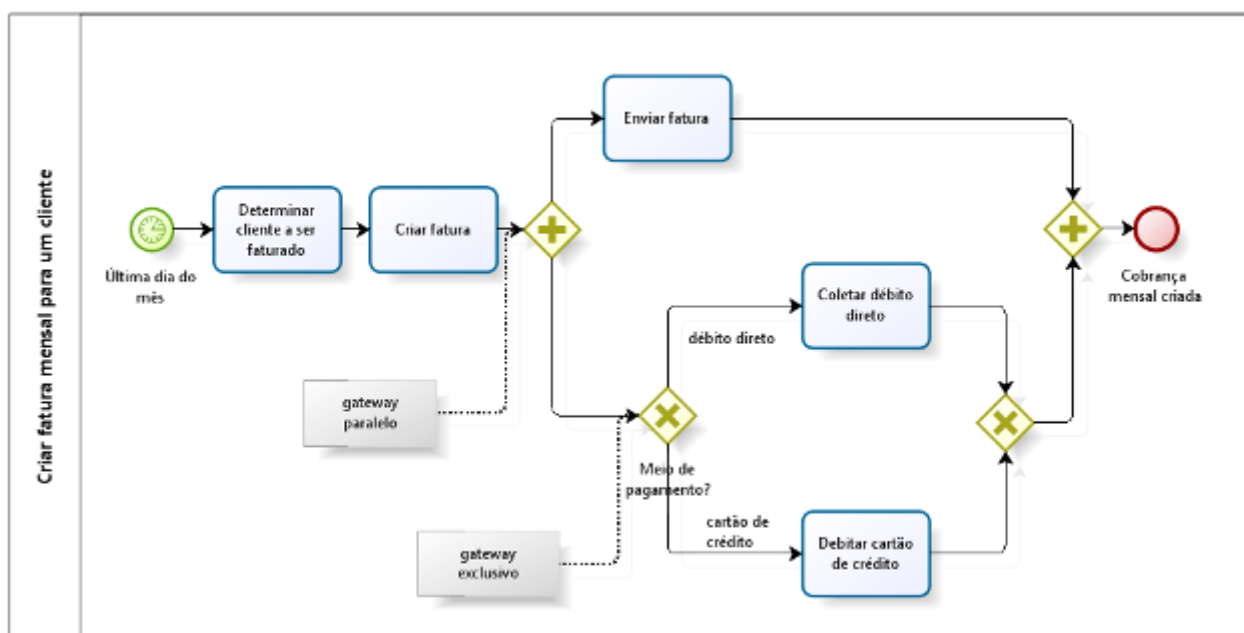 Criar fatura mensal para um cliente
Última dia do
mês
Determinar
cliente a ser
faturado
Criar fatura
Enviar fatura
gateway
paralelo
Meio de
pagamento?
débito direto
Coletar débito
direto
cartão de
crédito
Debitar cartão
de crédito
gateway
exclusivo
Cobrança
mensal criada